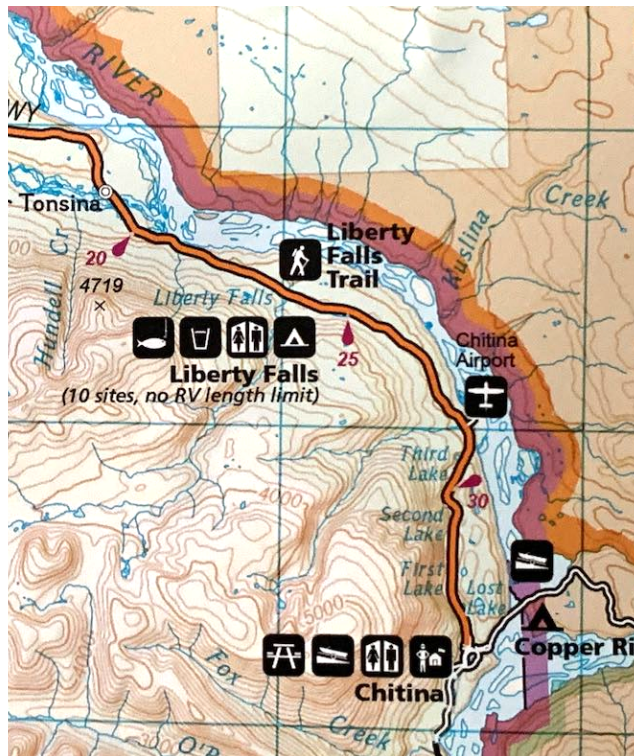 RIVER
WY
Tonsina
Creek
Kuslina
Liberty
Falls
Trail
20
4719
Hundell Cr
Liberty Falls
25
Chitina
Airport
Liberty Falls
(10 sites, no RV length limit)
Third
Lake
30
4000
Second
Lake
First
Lake
Lost
Lake
5000
Copper Ri
Chitina
Fox
Creek
3000
O'B